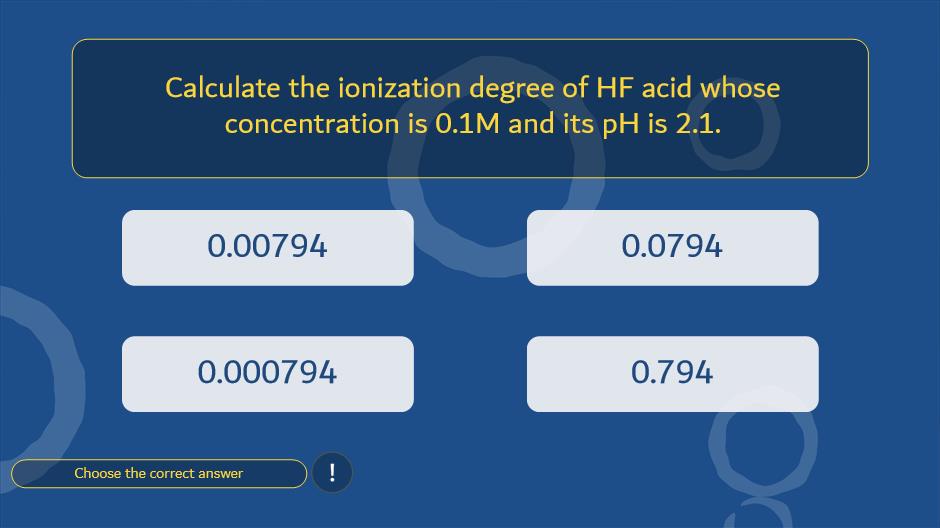 Calculate the ionization degree of HF acid whose
concentration is 0.1M and its pH is 2.1.
0.00794
0.0794
0.000794
0.794
Choose the correct answer
!